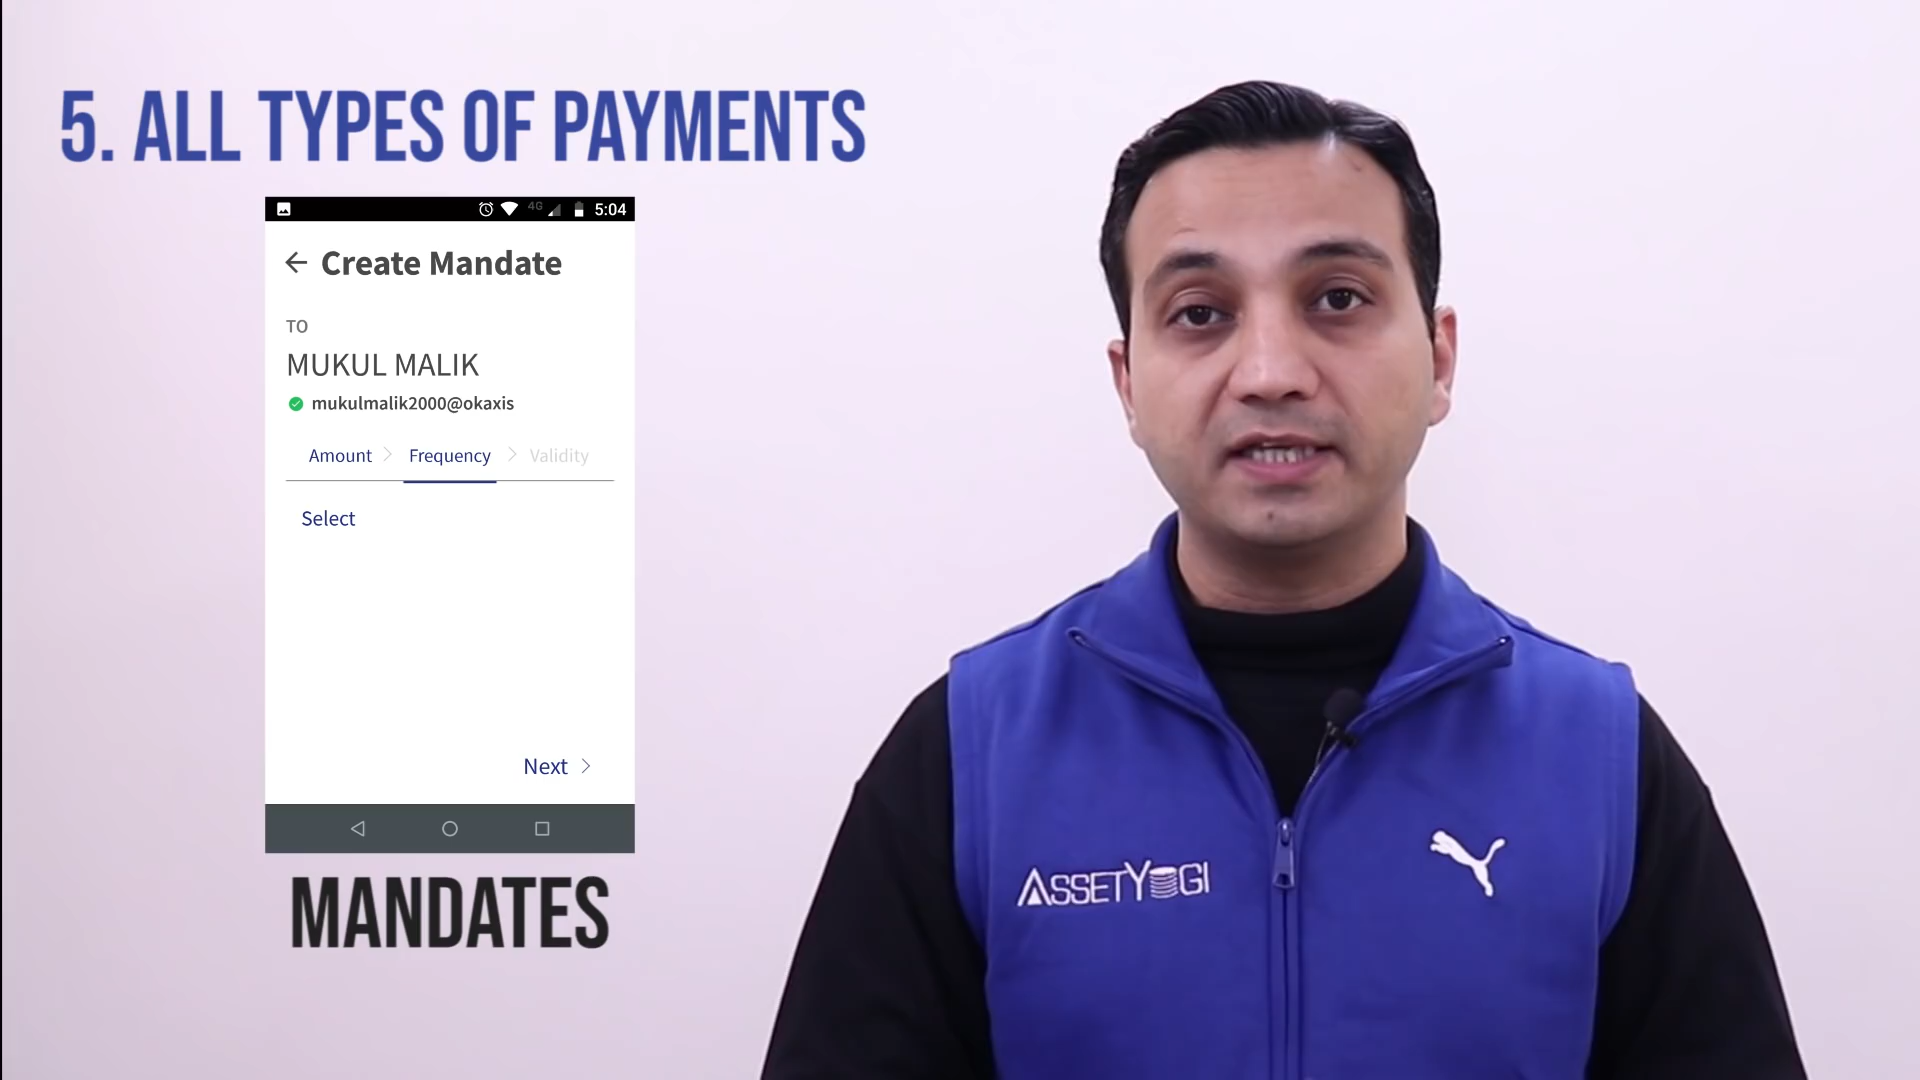 5. ALL TYPES OF PAYMENTS
4G 5:04
Create Mandate
TO
MUKUL MALIK
mukulmalik2000@okaxis
Amount Frequency Validity
Select
Next
MANDATES
ASSETYOGI